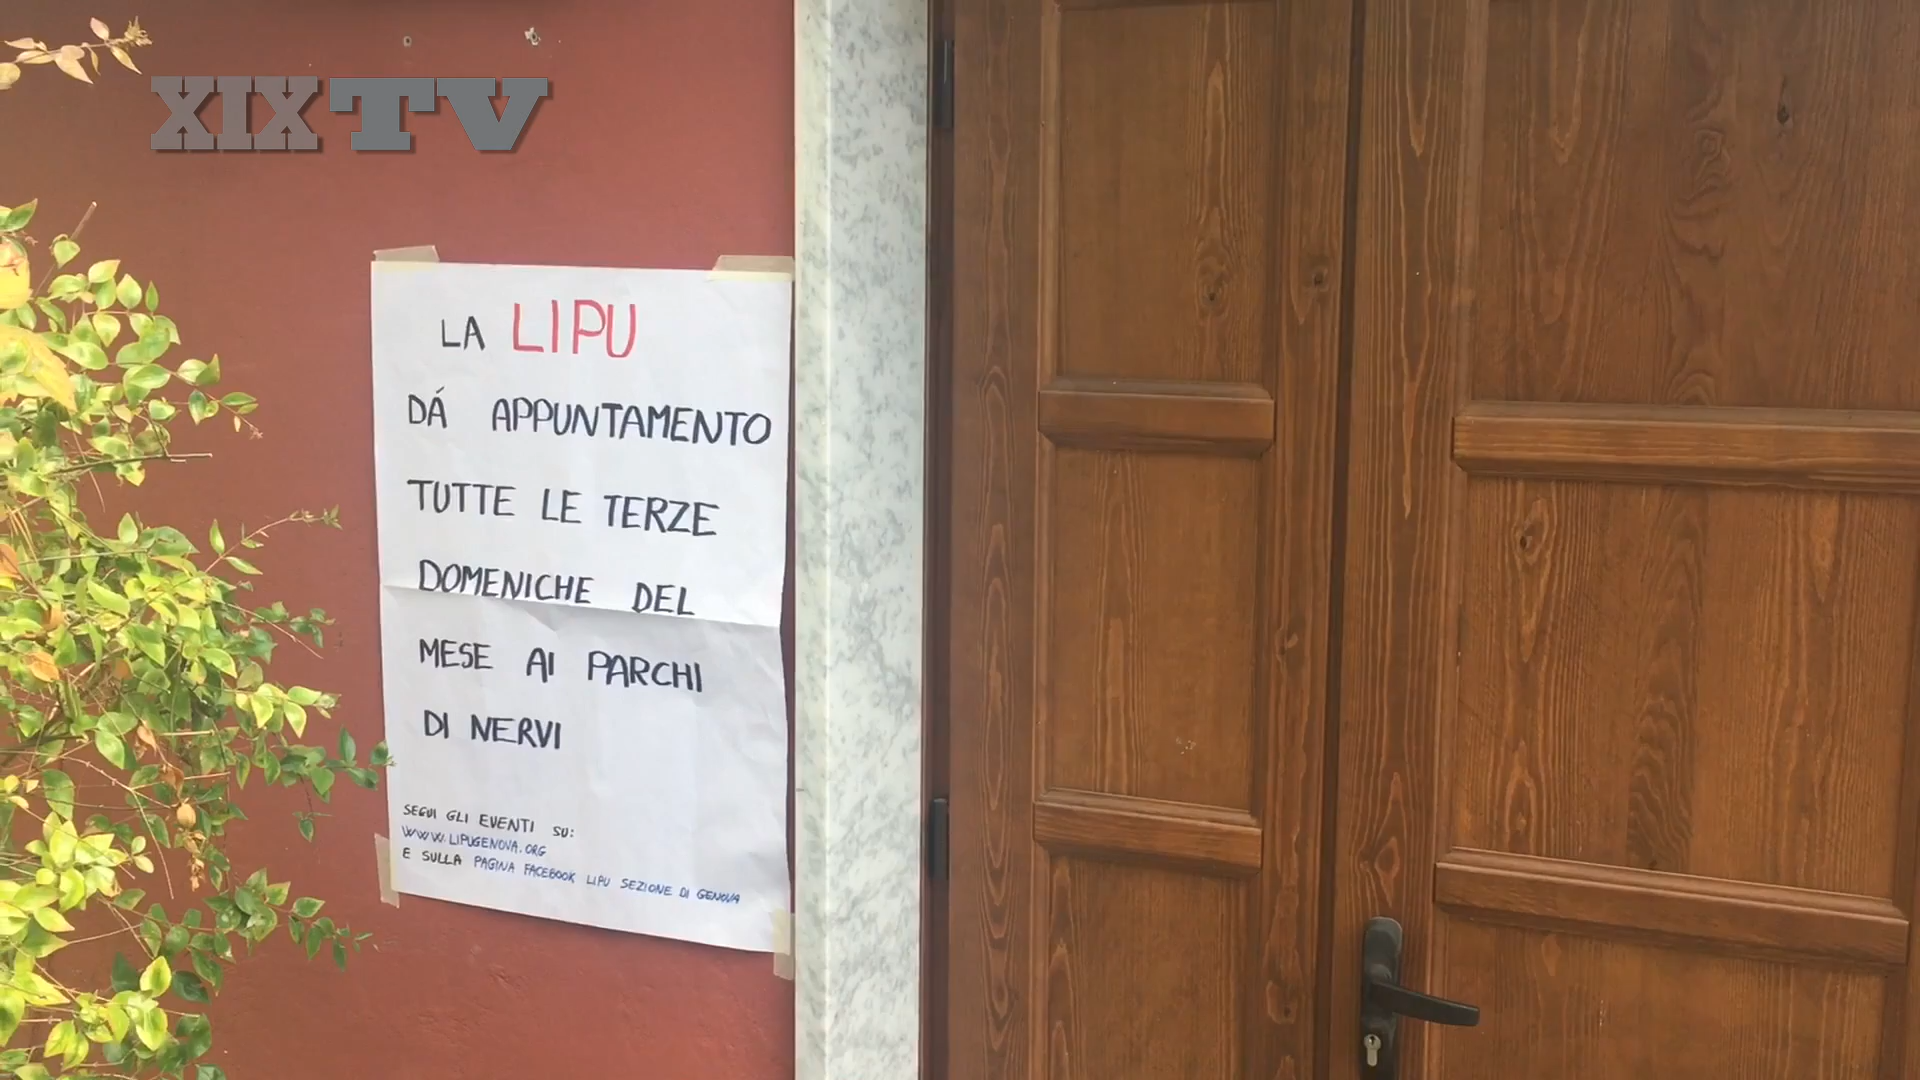 XIXTV
LA LIPU
DÁ APPUNTAMENTO
TUTTE LE TERZE
DOMENICHE DEL
MESE AI PARCHI
DI NERVI
SEGUI GLI EVENTI SU:
WWW.LIPUGENOVA.ORG
E SULLA PAGINA FACEBOOK LIPU SEZIONE DI GENOVA